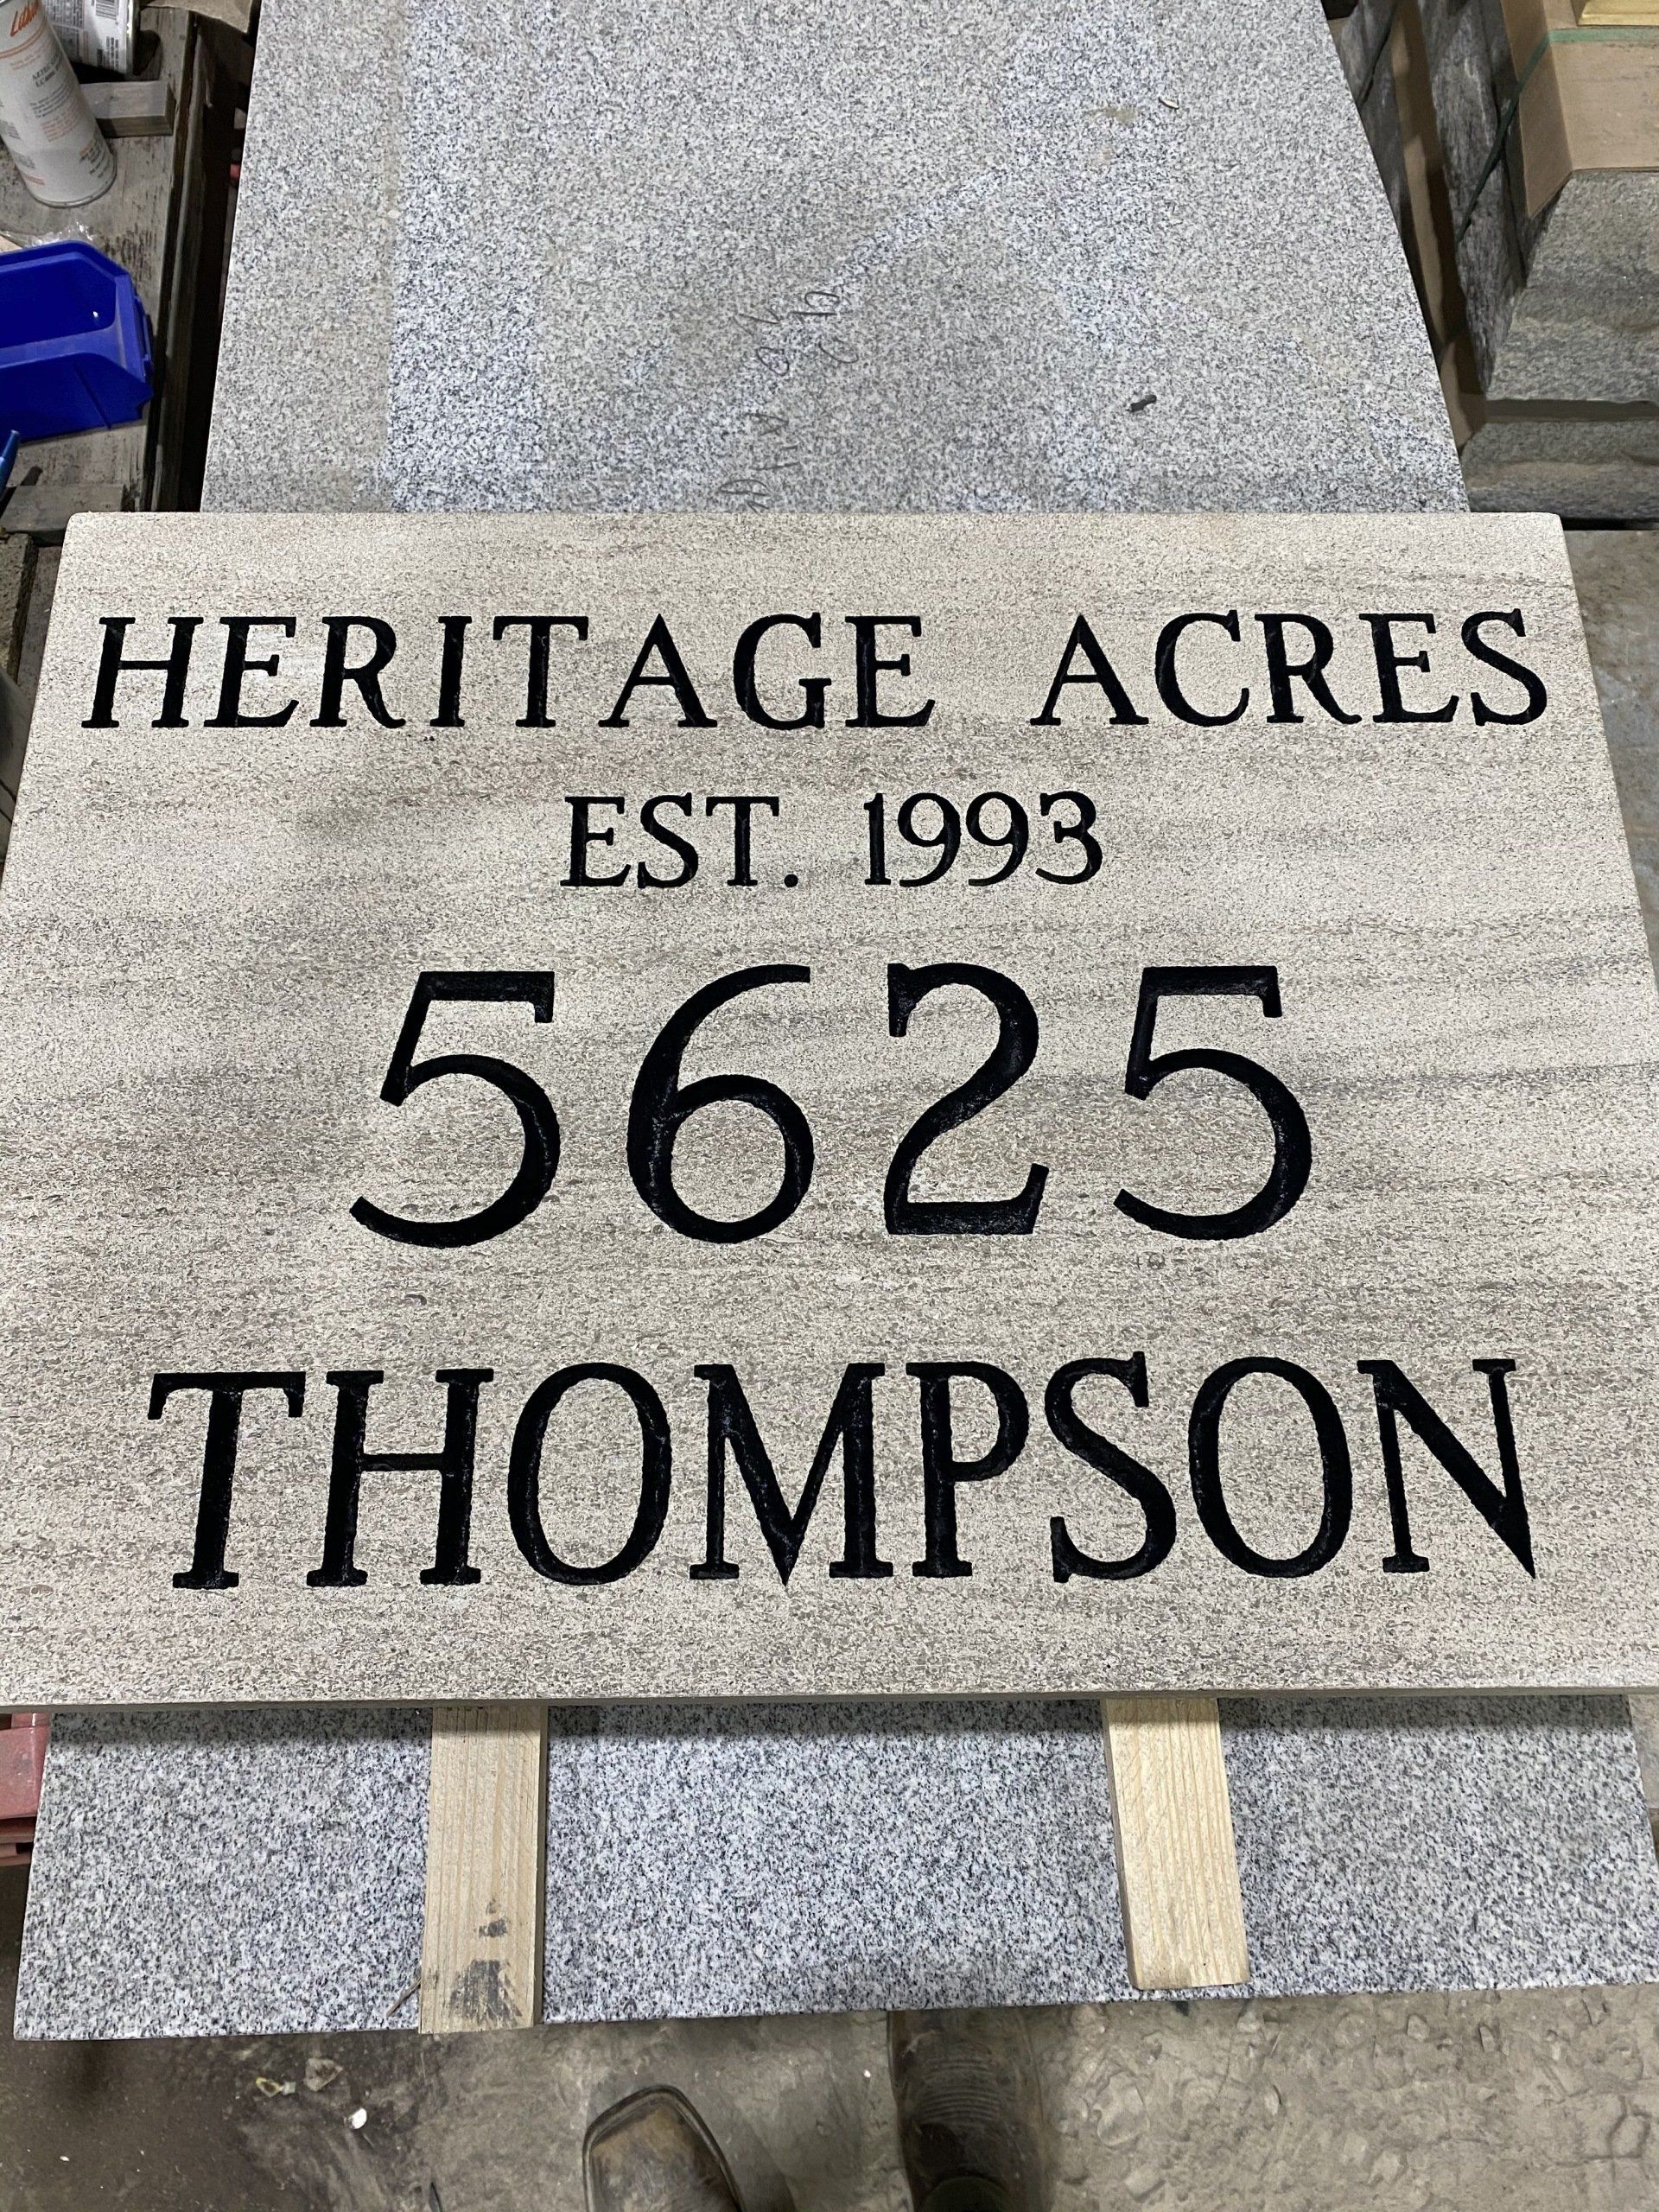 HERITAGE ACRES
EST. 1993
5625
THOMPSON